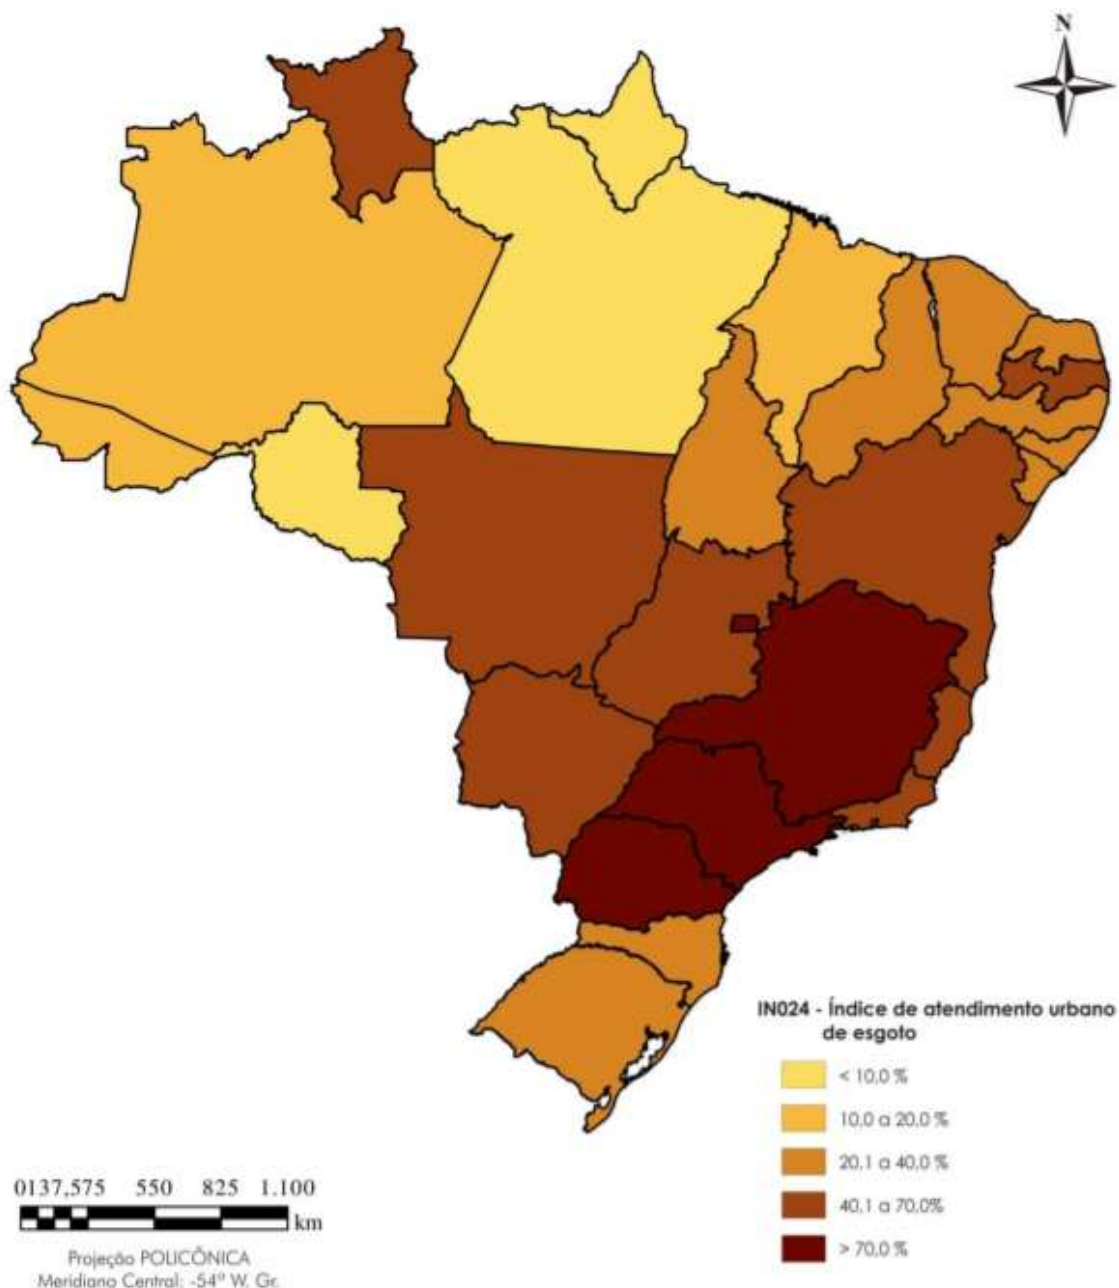 N
IN024 - Índice de atendimento urbano
de esgoto
< 10,0 %
10,0 a 20,0 %
20,1 a 40,0 %
40,1 a 70,0%
> 70,0 %
0137,575 550 825 1.100
km
Projeção POLICÔNICA
Meridiano Central: -54º W. Gr.